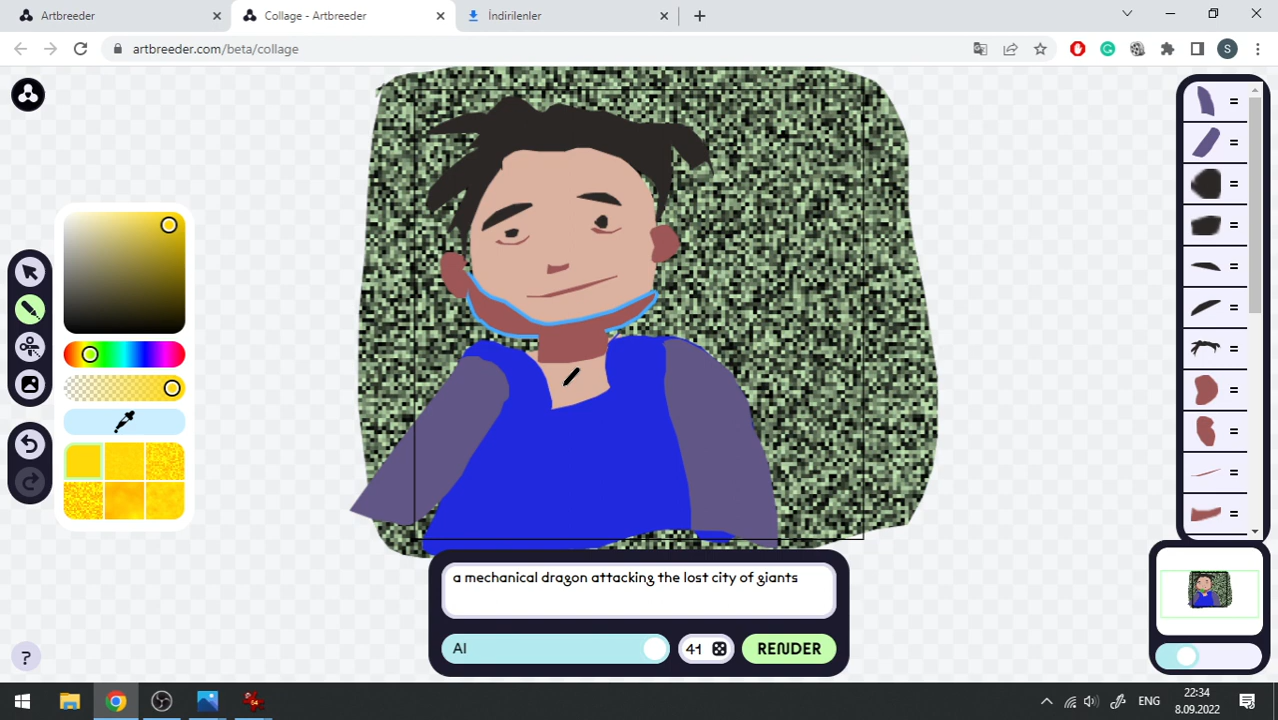 Artbreeder
Collage - Artbreeder
İndirilenler
artbreeder.com/beta/collage
S
a mechanical dragon attacking the lost city of giants
AI
41
RENDER
?
64
ENG
22:34
8.09.2022